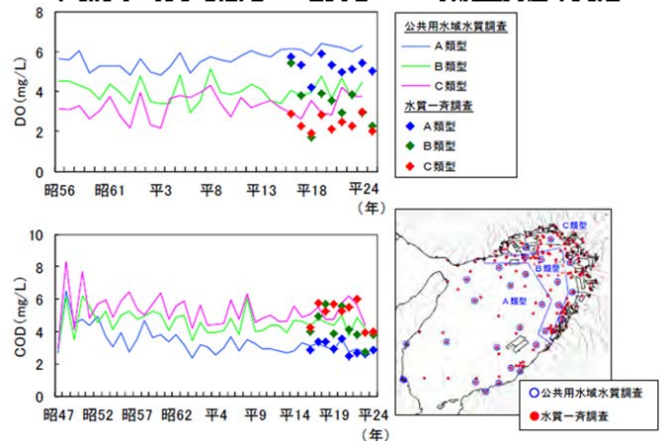 DO(mg/L)
8
6
4
2
0
昭56
昭61
平3
平8
平13
平18
平24
(年)
公共用水域水質調査
A類型
B類型
C類型
水質一斉調査
A類型
B類型
C類型
COD(mg/L)
10
8
6
4
2
0
昭47
昭52
昭57
昭62
平4
平9
平14
平19
平24
(年)
C類型
B類型
A類型
公共用水域水質調査
水質一斉調査